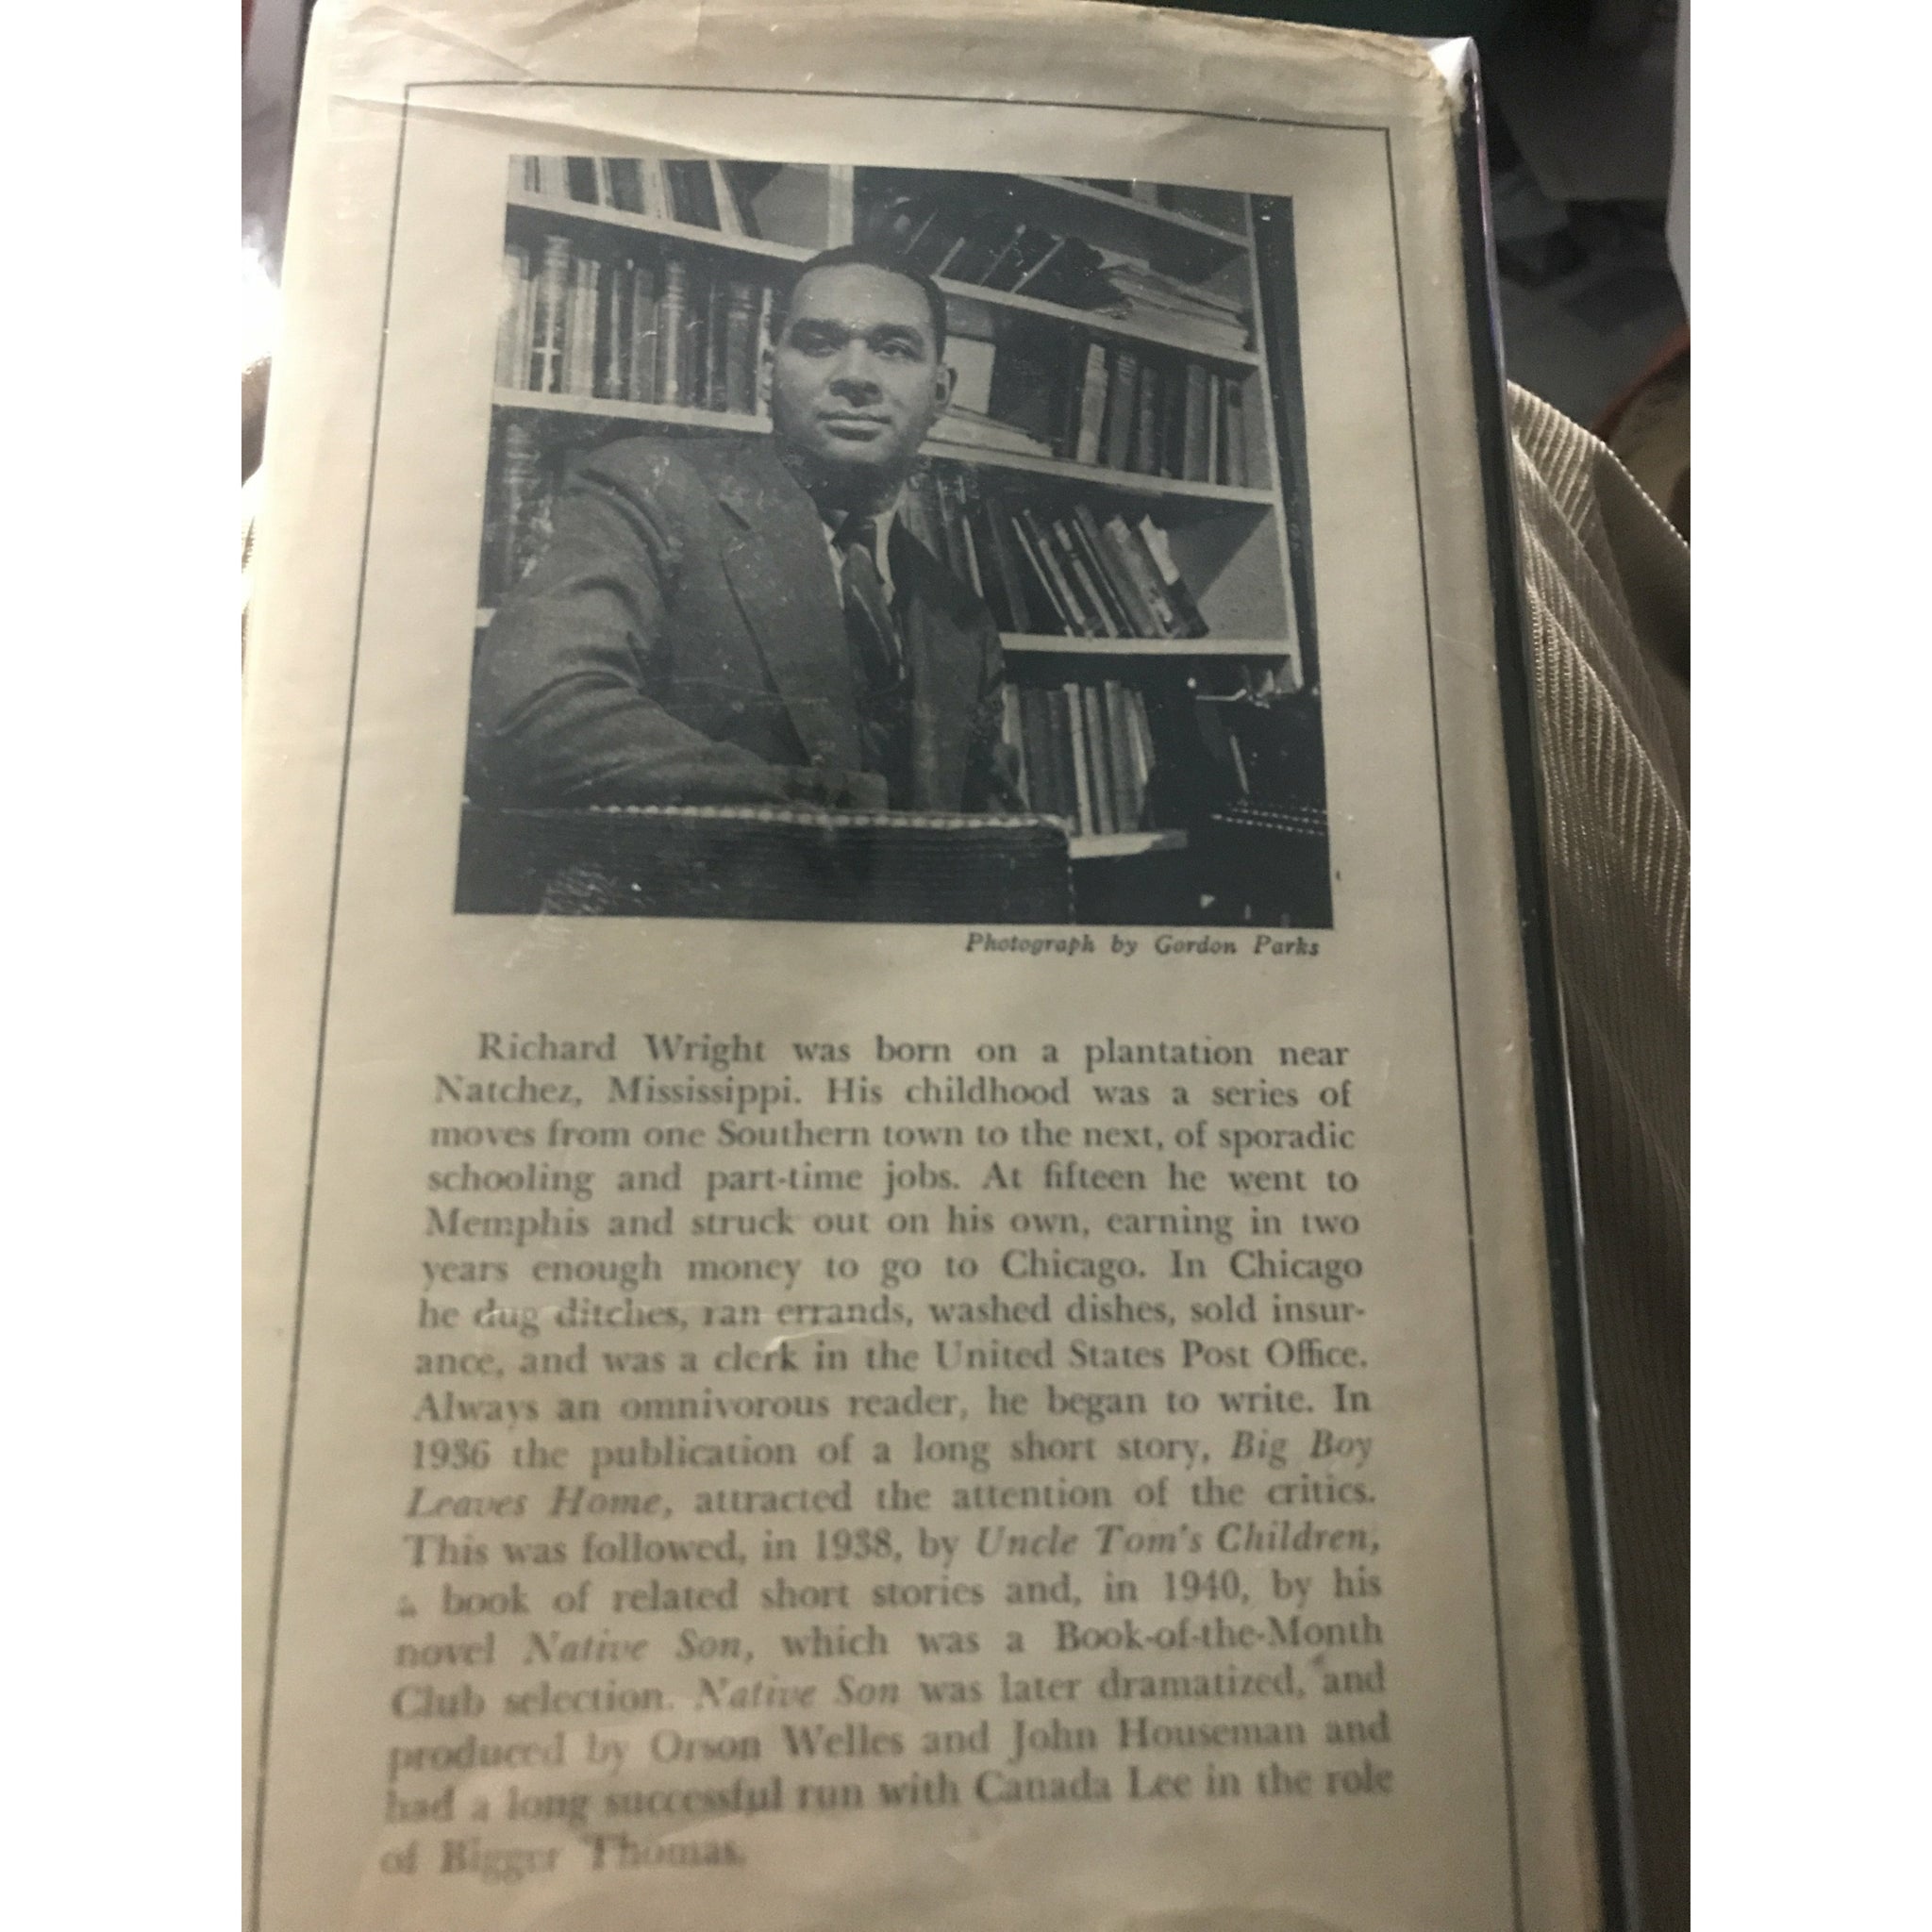 Photograph by Gordon Parks
Richard Wright was born on a plantation near
Natchez, Mississippi. His childhood was a series of
moves from one Southern town to the next, of sporadic
schooling and part-time jobs. At fifteen he went to
Memphis and struck out on his own, earning in two
years enough money to go to Chicago. In Chicago
he dug ditches, ran errands, washed dishes, sold insur-
ance, and was a clerk in the United States Post Office.
Always an omnivorous reader, he began to write. In
1936 the publication of a long short story, Big Boy
Leaves Home, attracted the attention of the critics.
This was followed, in 1938, by Uncle Tom's Children,
a book of related short stories and, in 1940, by his
novel Native Son, which was a Book-of-the-Month
Club selection. Native Son was later dramatized, and
produced by Orson Welles and John Houseman and
had a long successful run with Canada Lee in the role
of Bigger Thomas.